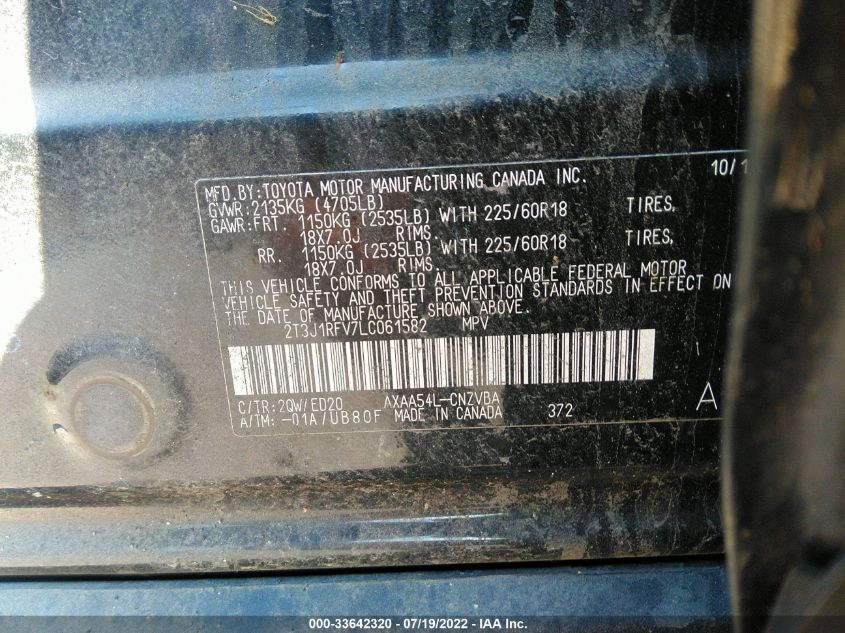 MFD.BY:TOYOTA MOTOR MANUFACTURING CANADA INC. 10/1
GVWR:2135KG (4705LB)
GAWR:FRT. 1150KG (2535LB) WITH 225/60R18 TIRES,
18X7.0J RIMS.
RR. 1150KG (2535LB) WITH 225/60R18 TIRES,
18X7.0J RIMS.
THIS VEHICLE CONFORMS TO ALL APPLICABLE FEDERAL MOTOR
VEHICLE SAFETY AND THEFT PREVENTION STANDARDS IN EFFECT ON
THE DATE OF MANUFACTURE SHOWN ABOVE.
2T3J1RFV7LC061582 MPV
C/TR:2QW/ED20 AXAA54L-CNZVBA A
A/TM:-01A/UB80F MADE IN CANADA 372
000-33642320 - 07/19/2022 - IAA Inc.